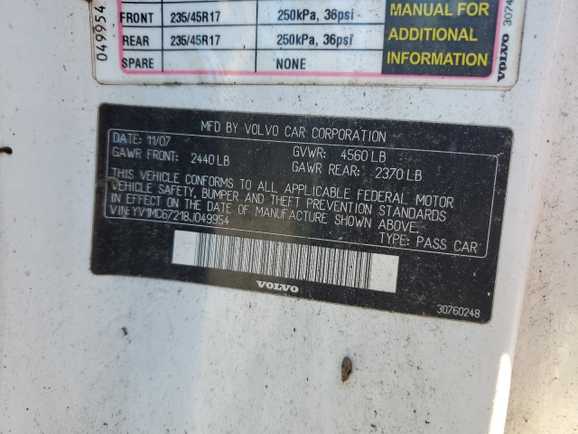 049954
FRONT 235/45R17 250kPa, 36psi
REAR 235/45R17 250kPa, 36psi
SPARE NONE
MANUAL FOR
ADDITIONAL
INFORMATION
VOLVO
MFD BY VOLVO CAR CORPORATION
DATE: 11/07 GVWR: 4560 LB
GAWR FRONT: 2440 LB GAWR REAR: 2370 LB
THIS VEHICLE CONFORMS TO ALL APPLICABLE FEDERAL MOTOR
VEHICLE SAFETY, BUMPER AND THEFT PREVENTION STANDARDS
IN EFFECT ON THE DATE OF MANUFACTURE SHOWN ABOVE.
VIN: YV1MD67218J049954
TYPE: PASS CAR
VOLVO
30760248